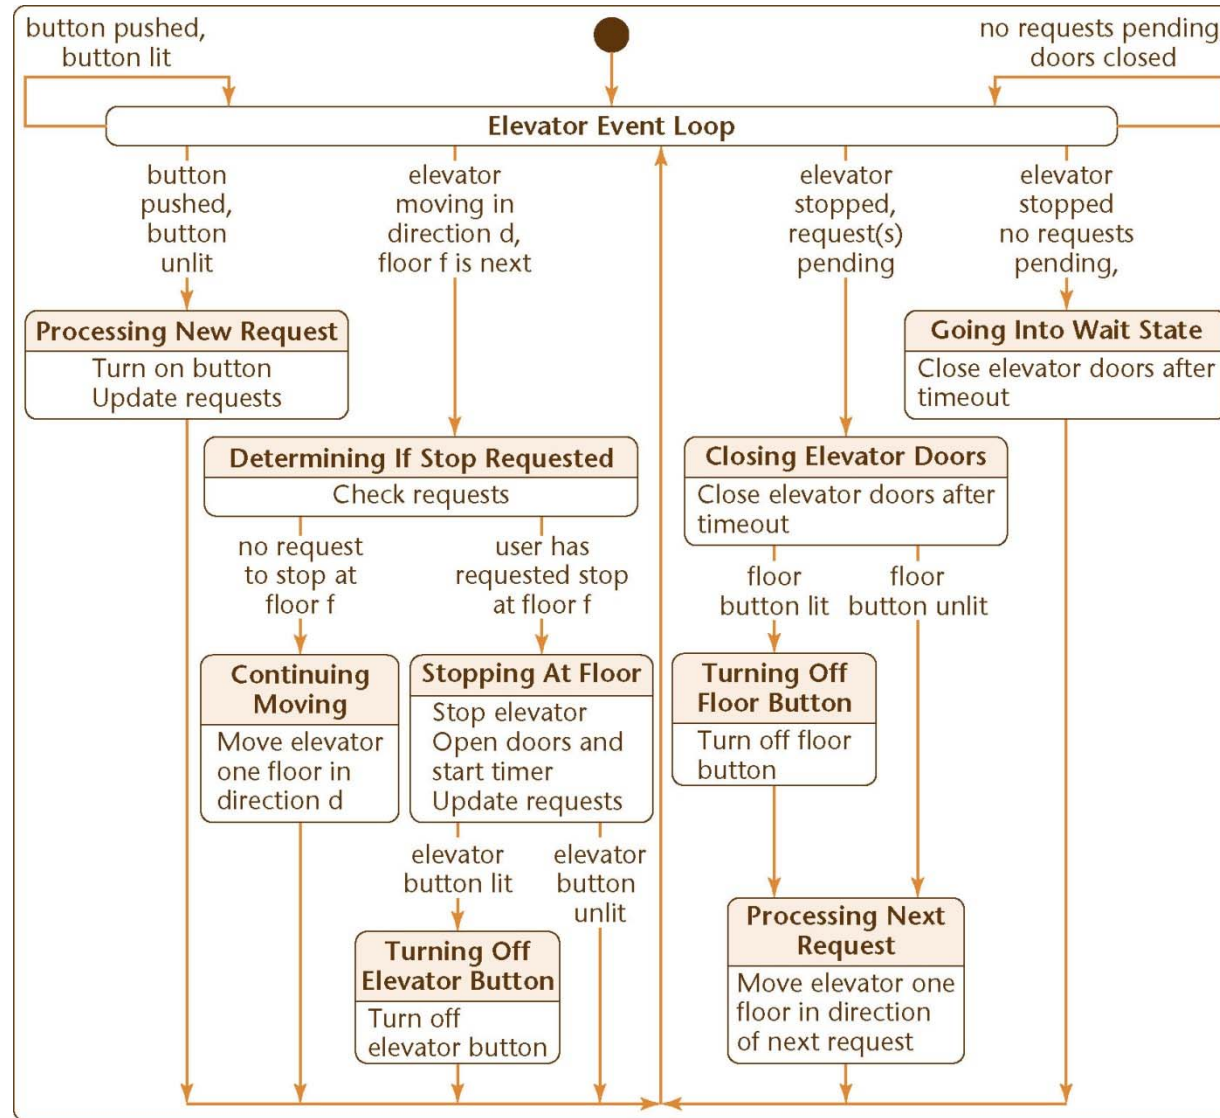 button pushed,
button lit
no requests pending
doors closed
Elevator Event Loop
button
pushed,
button
unlit
elevator
moving in
direction d,
floor f is next
elevator
stopped,
request(s)
pending
elevator
stopped
no requests
pending,
Processing New Request
Turn on button
Update requests
Going Into Wait State
Close elevator doors after
timeout
Determining If Stop Requested
Check requests
Closing Elevator Doors
Close elevator doors after
timeout
no request
to stop at
floor f
user has
requested stop
at floor f
floor
button lit
floor
button unlit
Continuing
Moving
Move elevator
one floor in
direction d
Stopping At Floor
Stop elevator
Open doors and
start timer
Update requests
Turning Off
Floor Button
Turn off floor
button
elevator
button lit
elevator
button
unlit
Turning Off
Elevator Button
Turn off
elevator button
Processing Next
Request
Move elevator one
floor in direction
of next request